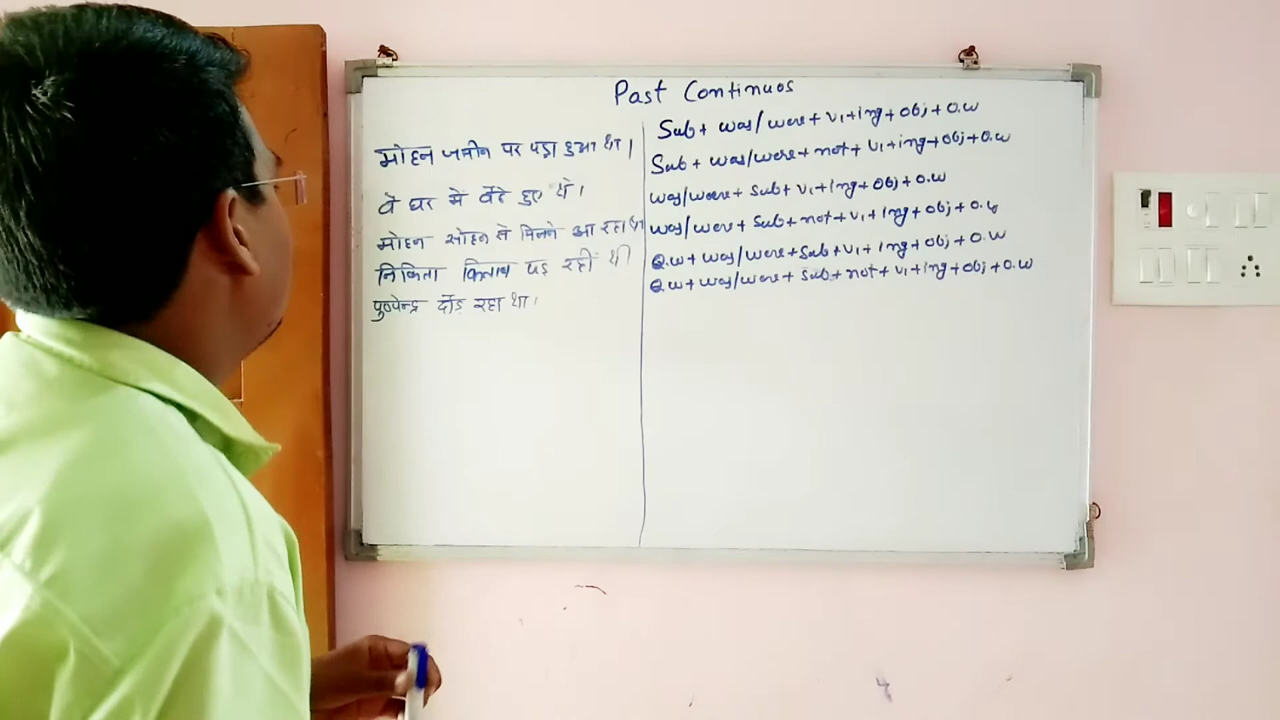 Past Continuos
मोहन जमीन पर पड़ा हुआ था।
वे घर में बैठे हुए थे।
मोहन सोहन से मिलने आ रहा था
निकिता किताब पड़ रही थी
पुष्पेन्द्र दौड़ रहा था।
Sub + was/were + V1 + ing + obj + O.W
Sub + was/were + not + V1 + ing + obj + O.W
was/were + Sub + V1 + ing + obj + O.W
was/were + Sub + not + V1 + ing + obj + O.W
Q.W + was/were + Sub + V1 + ing + obj + O.W
Q.W + was/were + Sub + not + V1 + ing + obj + O.W